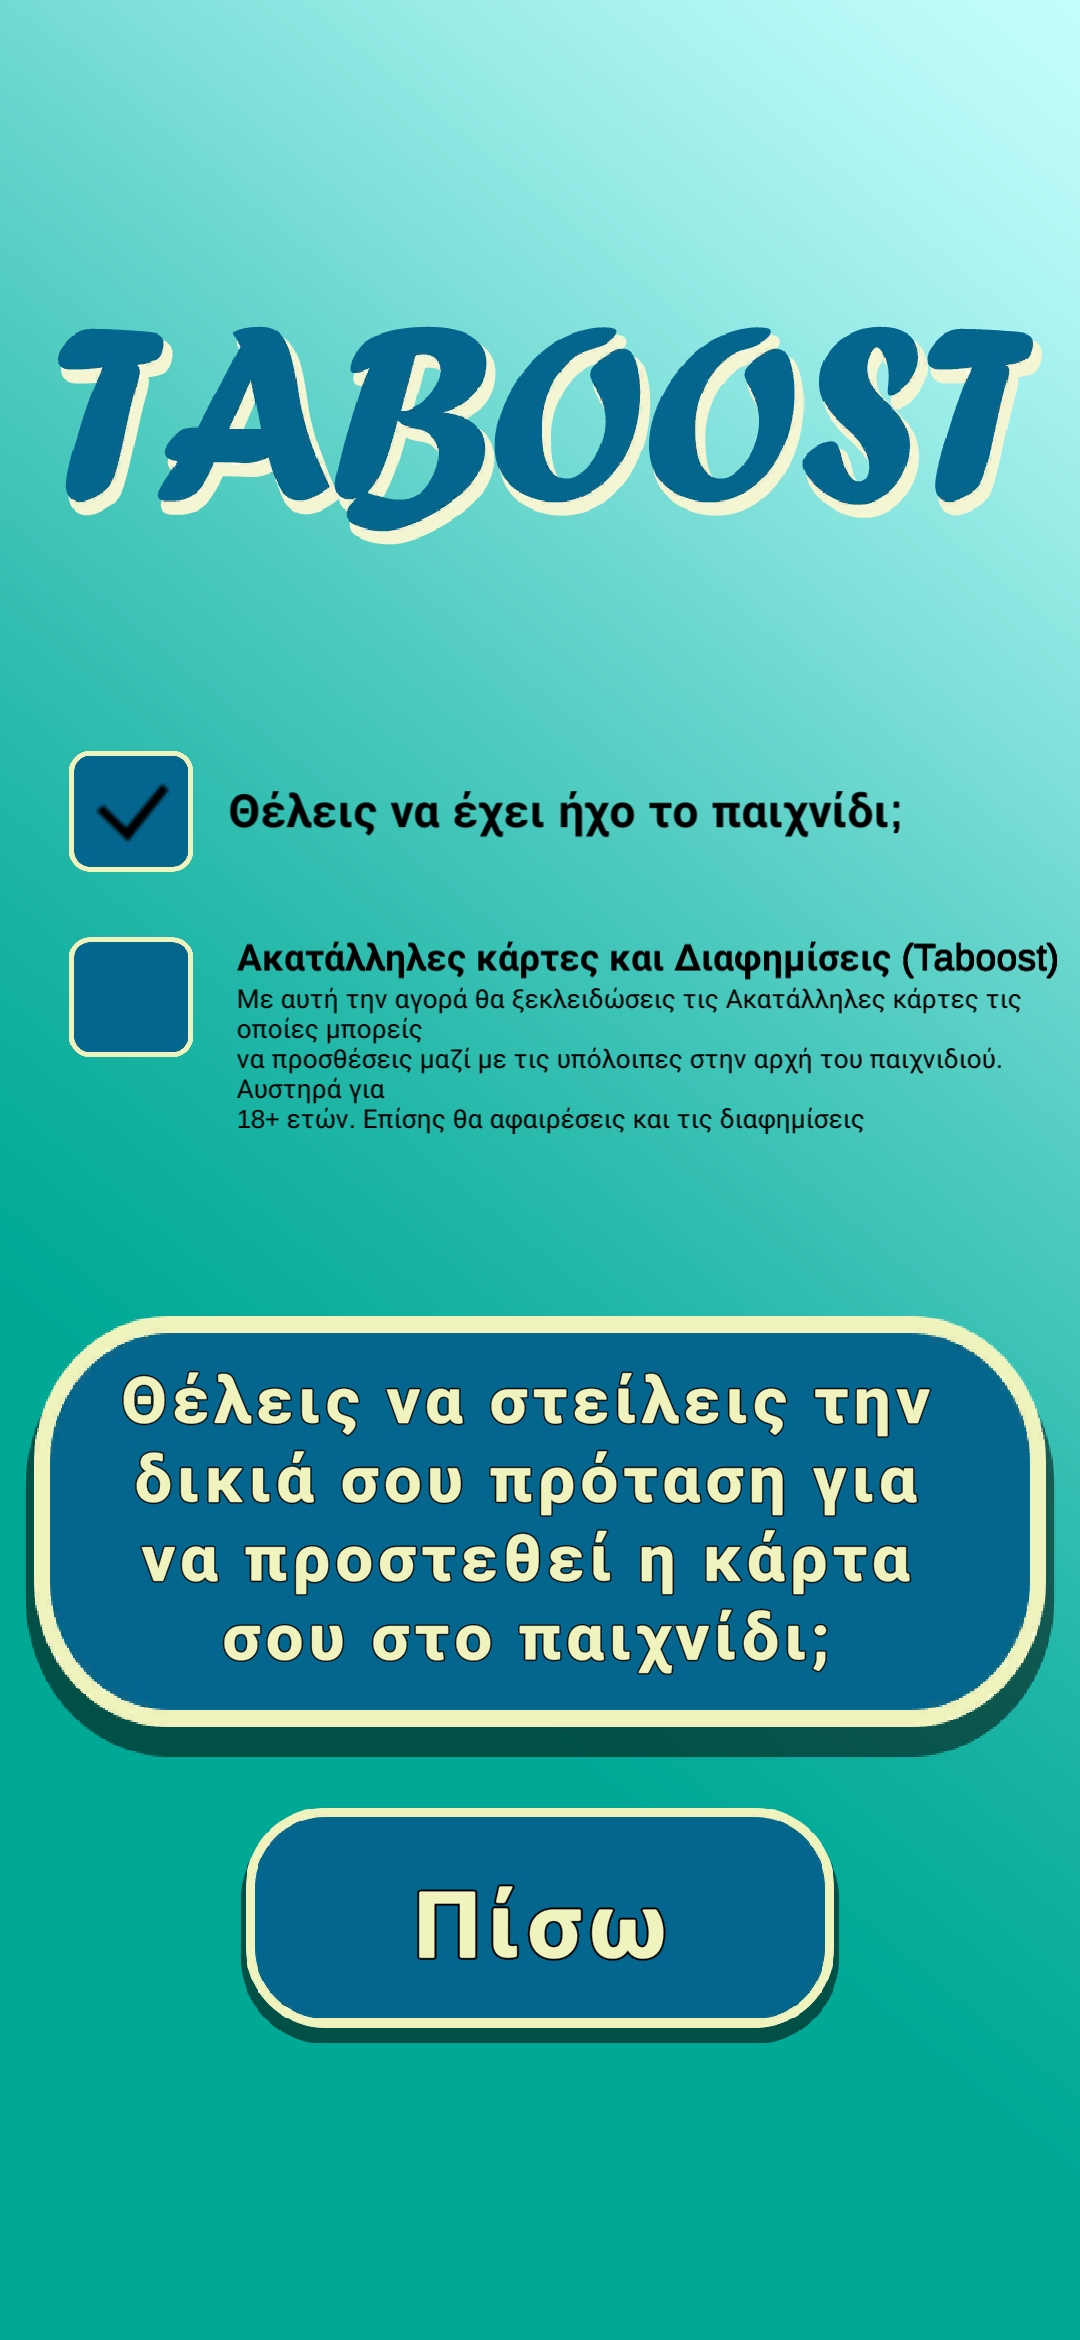 TABOOST
Θέλεις να έχει ήχο το παιχνίδι;
Ακατάλληλες κάρτες και Διαφημίσεις (Taboost)
Με αυτή την αγορά θα ξεκλειδώσεις τις Ακατάλληλες κάρτες τις
οποίες μπορείς
να προσθέσεις μαζί με τις υπόλοιπες στην αρχή του παιχνιδιού.
Αυστηρά για
18+ ετών. Επίσης θα αφαιρέσεις και τις διαφημίσεις
Θέλεις να στείλεις την
δικιά σου πρόταση για
να προστεθεί η κάρτα
σου στο παιχνίδι;
Πίσω